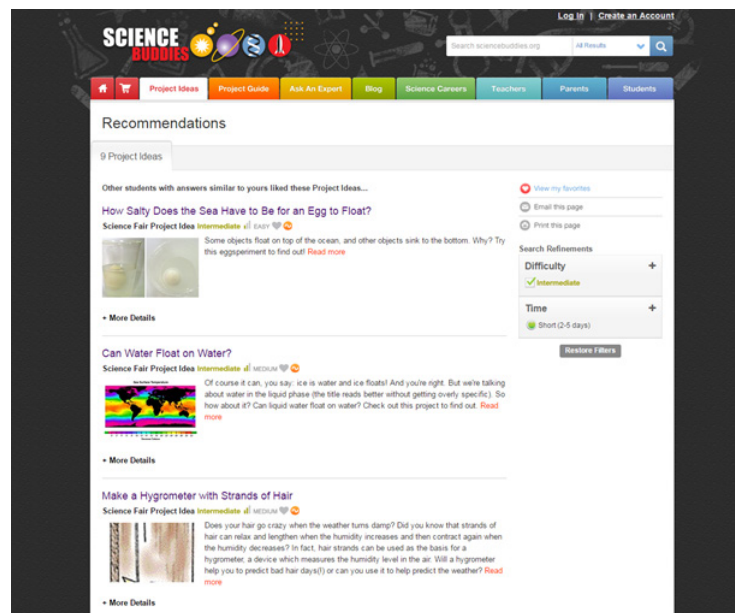 Log In | Create an Account
SCIENCE
BUDDIES
Search sciencebuddies.org
All Results
Project Ideas
Project Guide
Ask An Expert
Blog
Science Careers
Teachers
Parents
Students
Recommendations
9 Project Ideas
Other students with answers similar to yours liked these Project Ideas...
How Salty Does the Sea Have to Be for an Egg to Float?
Science Fair Project Idea Intermediate EASY
Some objects float on top of the ocean, and other objects sink to the bottom. Why? Try
this eggsperiment to find out! Read more
+ More Details
Can Water Float on Water?
Science Fair Project Idea Intermediate MEDIUM
Of course it can, you say: ice is water and ice floats! And you're right. But we're talking
about water in the liquid phase (the title reads better without getting overly specific). So
how about it? Can liquid water float on water? Check out this project to find out. Read
more
+ More Details
Make a Hygrometer with Strands of Hair
Science Fair Project Idea Intermediate MEDIUM
Does your hair go crazy when the weather turns damp? Did you know that strands of
hair can relax and lengthen when the humidity increases and then contract again when
the humidity decreases? In fact, hair strands can be used as the basis for a
hygrometer, a device which measures the humidity level in the air. Will a hygrometer
help you to predict bad hair days(!) or can you use it to help predict the weather? Read
more
+ More Details
View my favorites
Email this page
Print this page
Search Refinements
Difficulty +
Intermediate
Time +
Short (2-5 days)
Restore Filters